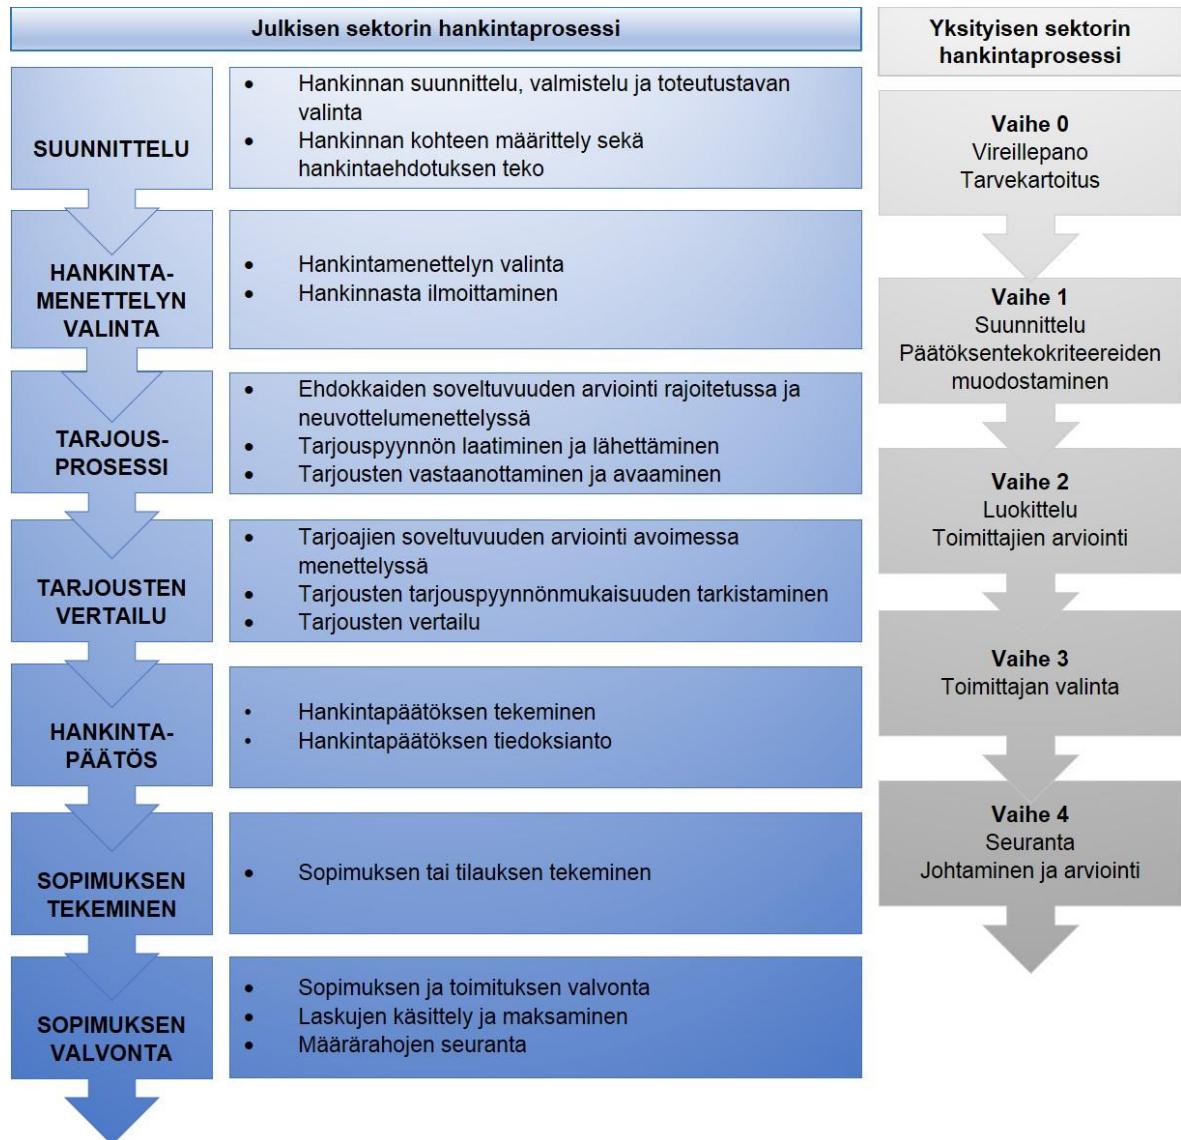 Julkisen sektorin hankintaprosessi
SUUNNITTELU
• Hankinnan suunnittelu, valmistelu ja toteutustavan
valinta
• Hankinnan kohteen määrittely sekä
hankintaehdotuksen teko
HANKINTA-
MENETTELYN
VALINTA
• Hankintamenettelyn valinta
• Hankinnasta ilmoittaminen
TARJOUS-
PROSESSI
• Ehdokkaiden soveltuvuuden arviointi rajoitetussa ja
neuvottelumenettelyssä
• Tarjouspyynnön laatiminen ja lähettäminen
• Tarjousten vastaanottaminen ja avaaminen
TARJOUSTEN
VERTAILU
• Tarjoajien soveltuvuuden arviointi avoimessa
menettelyssä
• Tarjousten tarjouspyynnönmukaisuuden tarkistaminen
• Tarjousten vertailu
HANKINTA-
PÄÄTÖS
• Hankintapäätöksen tekeminen
• Hankintapäätöksen tiedoksianto
SOPIMUKSEN
TEKEMINEN
• Sopimuksen tai tilauksen tekeminen
SOPIMUKSEN
VALVONTA
• Sopimuksen ja toimituksen valvonta
• Laskujen käsittely ja maksaminen
• Määrärahojen seuranta
Yksityisen sektorin
hankintaprosessi
Vaihe 0
Vireillepano
Tarvekartoitus
Vaihe 1
Suunnittelu
Päätöksentekokriteereiden
muodostaminen
Vaihe 2
Luokittelu
Toimittajien arviointi
Vaihe 3
Toimittajan valinta
Vaihe 4
Seuranta
Johtaminen ja arviointi